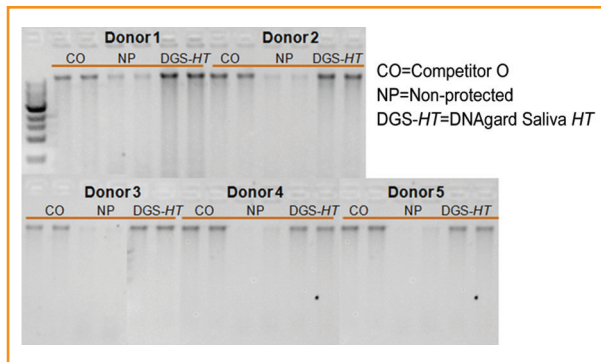 Donor 1 Donor 2
CO NP DGS-HT CO NP DGS-HT
CO=Competitor O
NP=Non-protected
DGS-HT=DNAgard Saliva HT
Donor 3 Donor 4 Donor 5
CO NP DGS-HT CO NP DGS-HT CO NP DGS-HT